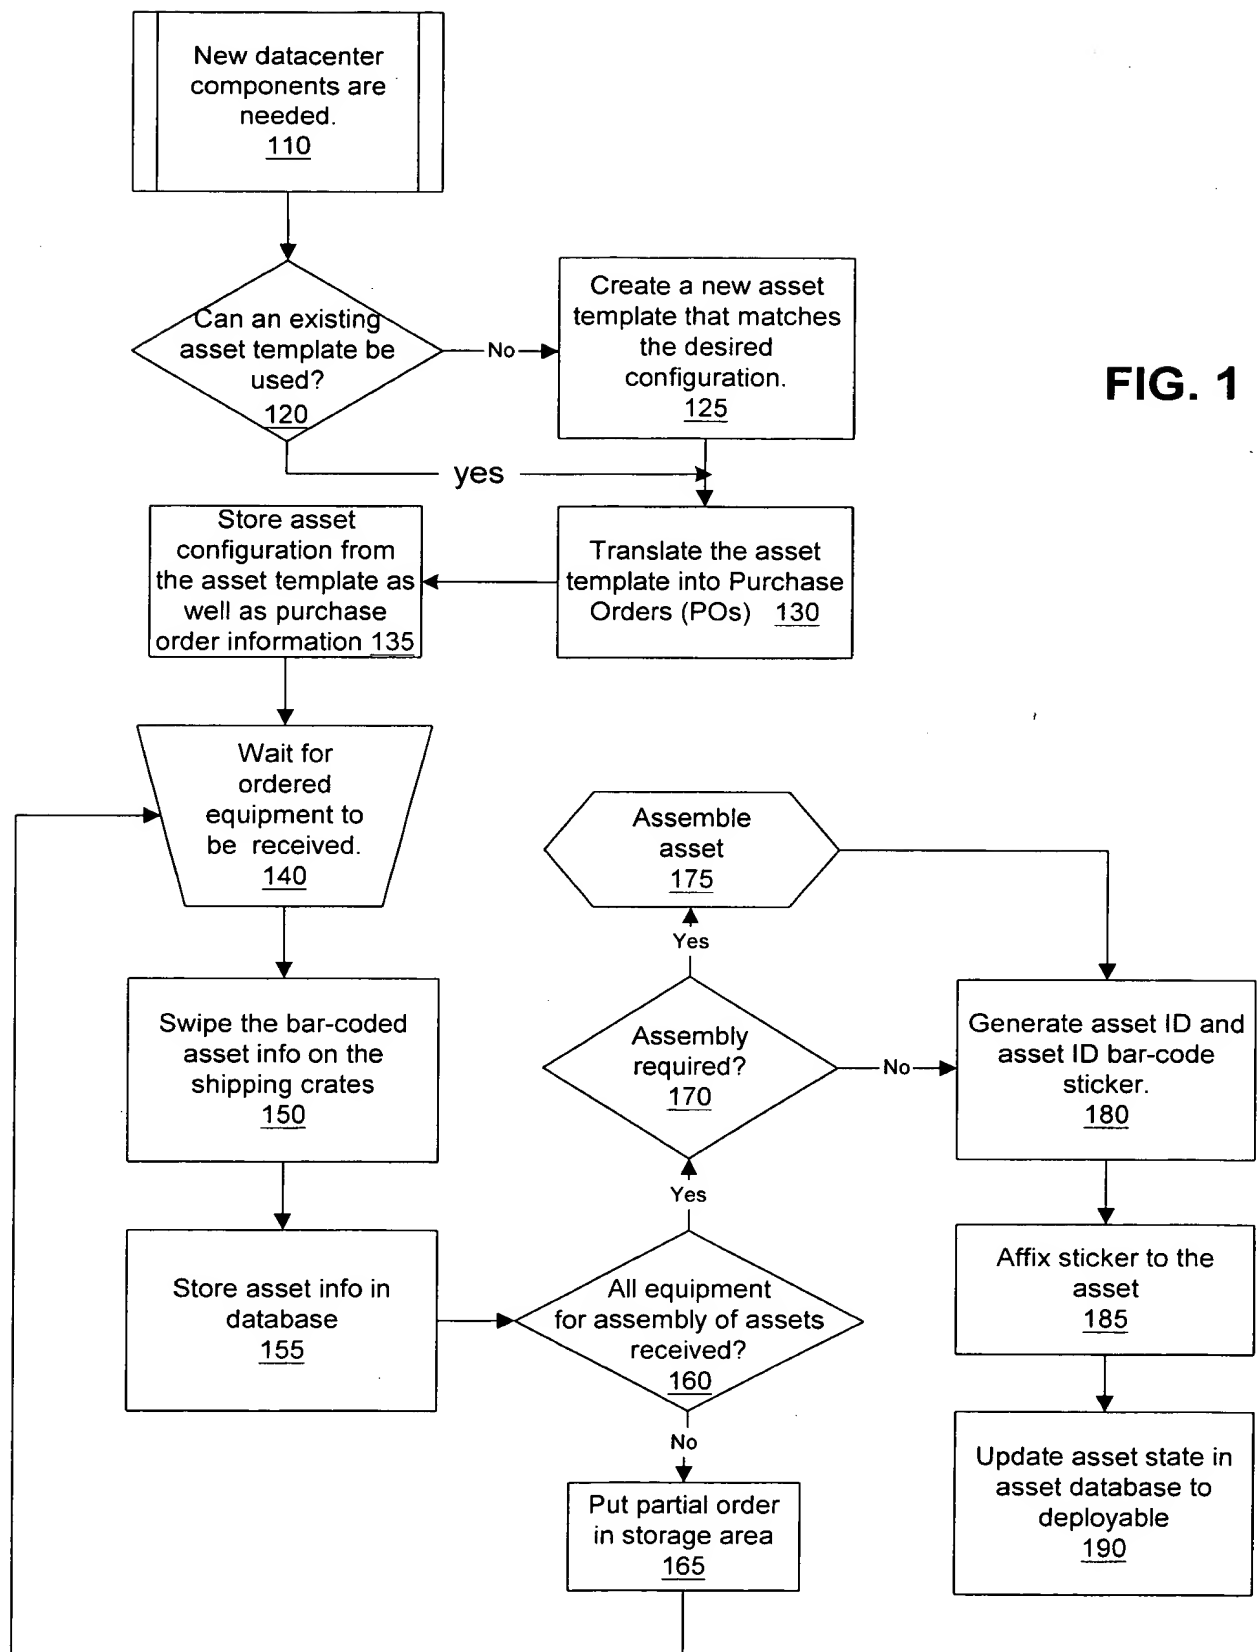 New datacenter
components are
needed.
110
Can an existing
asset template be
used?
120
No
Create a new asset
template that matches
the desired
configuration.
125
FIG. 1
yes
Translate the asset
template into Purchase
Orders (POs) 130
Store asset
configuration from
the asset template as
well as purchase
order information 135
Wait for
ordered
equipment to
be received.
140
Swipe the bar-coded
asset info on the
shipping crates
150
Store asset info in
database
155
All equipment
for assembly of assets
received?
160
No
Put partial order
in storage area
165
Yes
Assembly
required?
170
Yes
Assemble
asset
175
No
Generate asset ID and
asset ID bar-code
sticker.
180
Affix sticker to the
asset
185
Update asset state in
asset database to
deployable
190